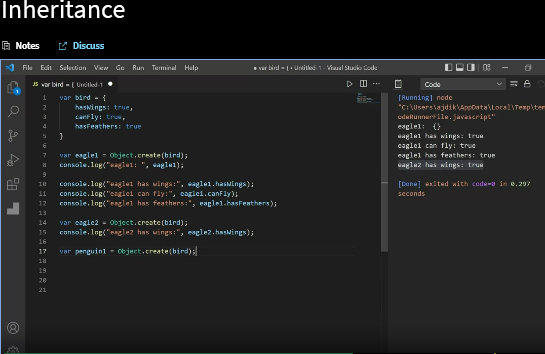 Inheritance
Notes
Discuss
File Edit Selection View Go Run Terminal Help
var bird = { • Untitled-1 - Visual Studio Code
JS var bird = { Untitled-1 ●
Code
1 var bird = {
2 hasWings: true,
3 canFly: true,
4 hasFeathers: true
5 }
6
7 var eagle1 = Object.create(bird);
8 console.log("eagle1: ", eagle1);
9
10 console.log("eagle1 has wings:", eagle1.hasWings);
11 console.log("eagle1 can fly:", eagle1.canFly);
12 console.log("eagle1 has feathers:", eagle1.hasFeathers);
13
14 var eagle2 = Object.create(bird);
15 console.log("eagle2 has wings:", eagle2.hasWings);
16
17 var penguin1 = Object.create(bird);
18
19
20
21
[Running] node
"C:\Users\ajdik\AppData\Local\Temp\tem
odeRunnerFile.javascript"
eagle1: {}
eagle1 has wings: true
eagle1 can fly: true
eagle1 has feathers: true
eagle2 has wings: true
[Done] exited with code=0 in 0.297
seconds